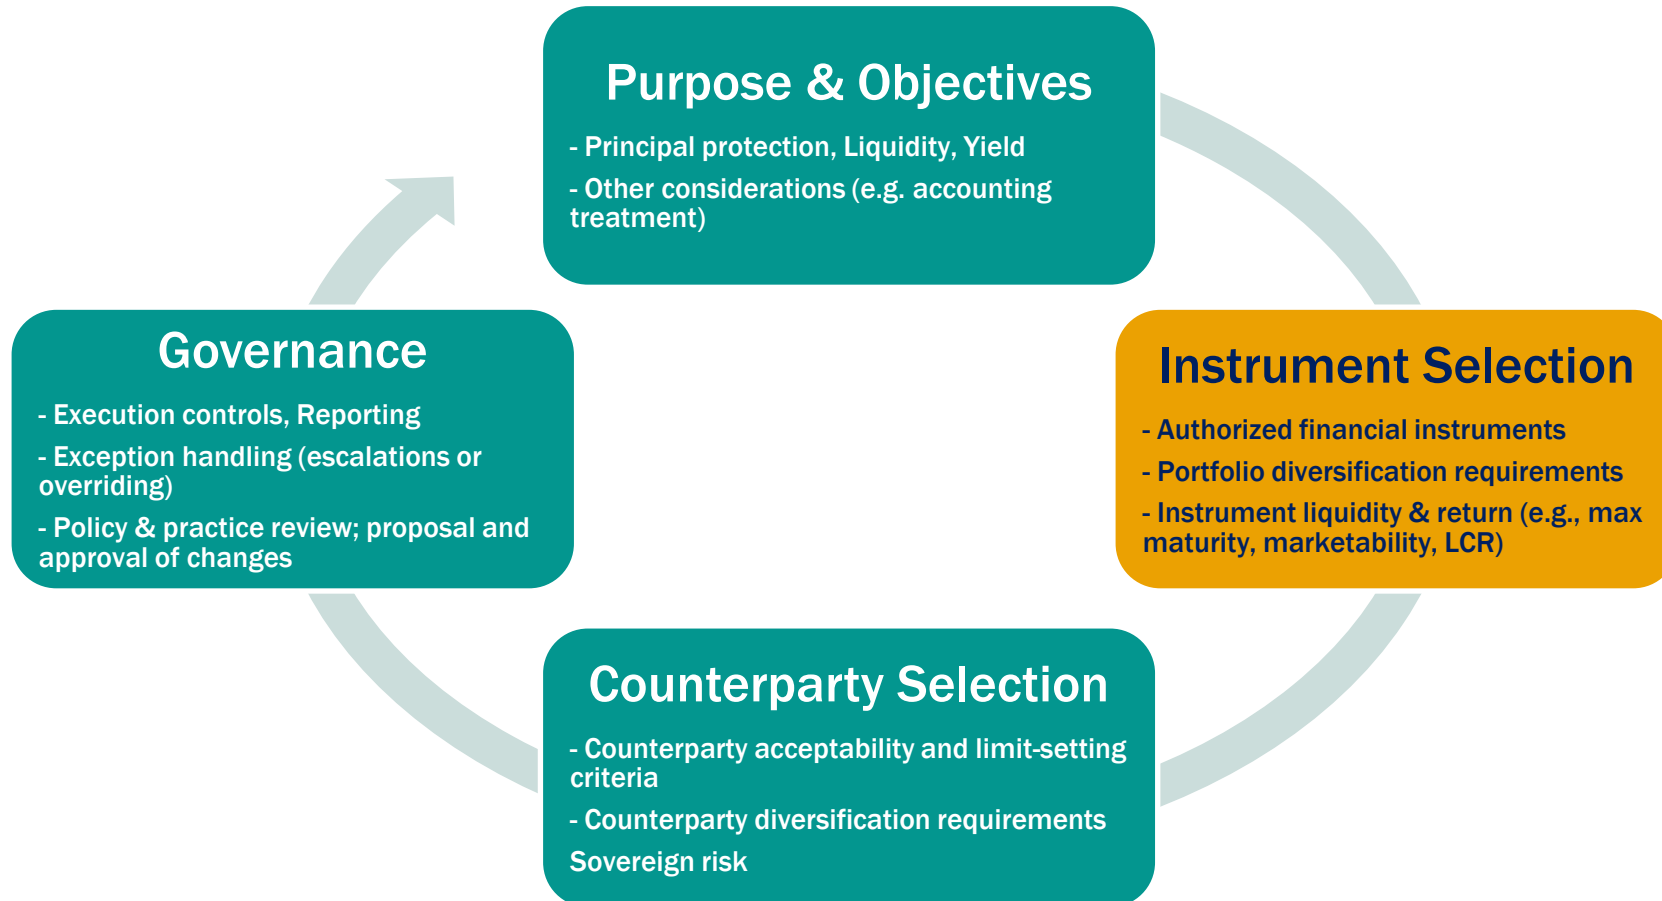 Purpose & Objectives
- Principal protection, Liquidity, Yield
- Other considerations (e.g. accounting
treatment)
Instrument Selection
- Authorized financial instruments
- Portfolio diversification requirements
- Instrument liquidity & return (e.g., max
maturity, marketability, LCR)
Counterparty Selection
- Counterparty acceptability and limit-setting
criteria
- Counterparty diversification requirements
Sovereign risk
Governance
- Execution controls, Reporting
- Exception handling (escalations or
overriding)
- Policy & practice review; proposal and
approval of changes